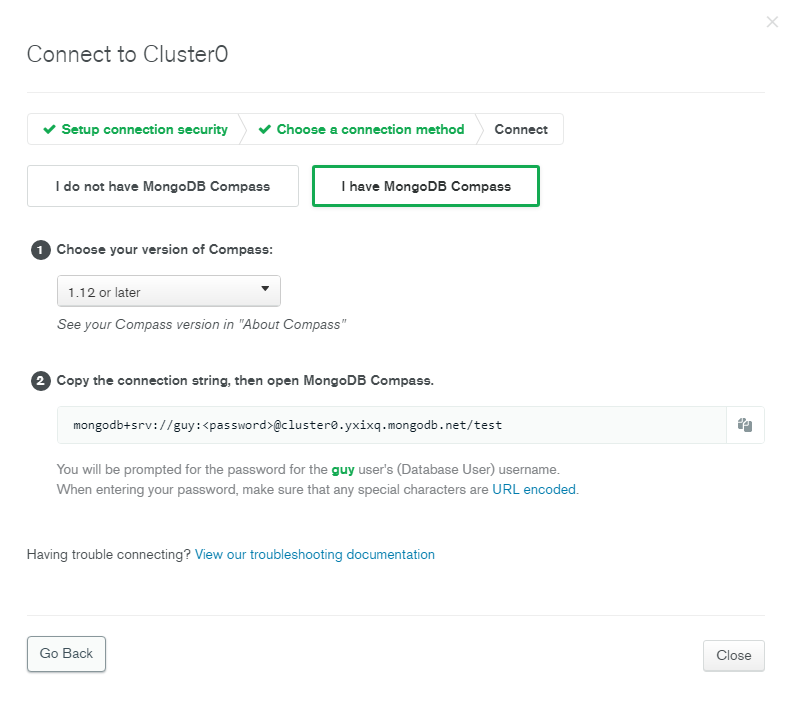 Connect to Cluster0
Setup connection security
Choose a connection method
Connect
I do not have MongoDB Compass
I have MongoDB Compass
1 Choose your version of Compass:
1.12 or later
See your Compass version in "About Compass"
2 Copy the connection string, then open MongoDB Compass.
mongodb+srv://guy:<password>@cluster0.yxixq.mongodb.net/test
You will be prompted for the password for the guy user's (Database User) username.
When entering your password, make sure that any special characters are URL encoded.
Having trouble connecting? View our troubleshooting documentation
Go Back
Close